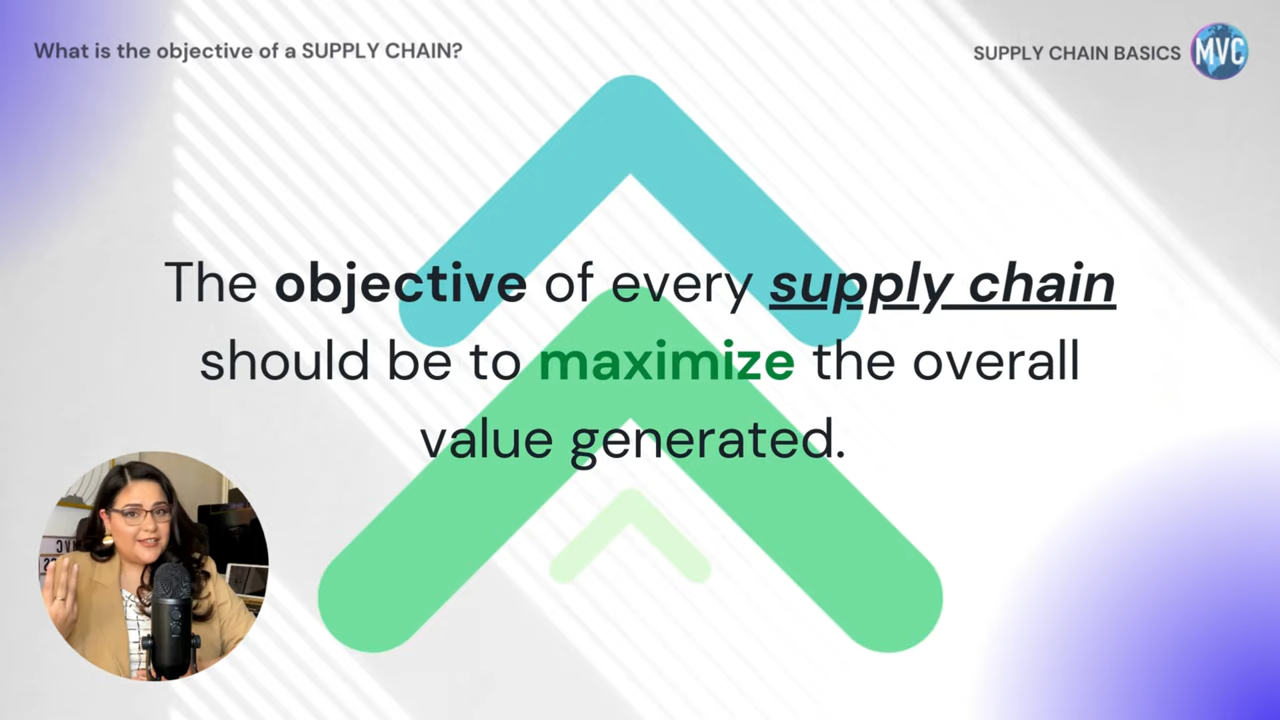 What is the objective of a SUPPLY CHAIN?
SUPPLY CHAIN BASICS
MVC
The objective of every supply chain
should be to maximize the overall
value generated.